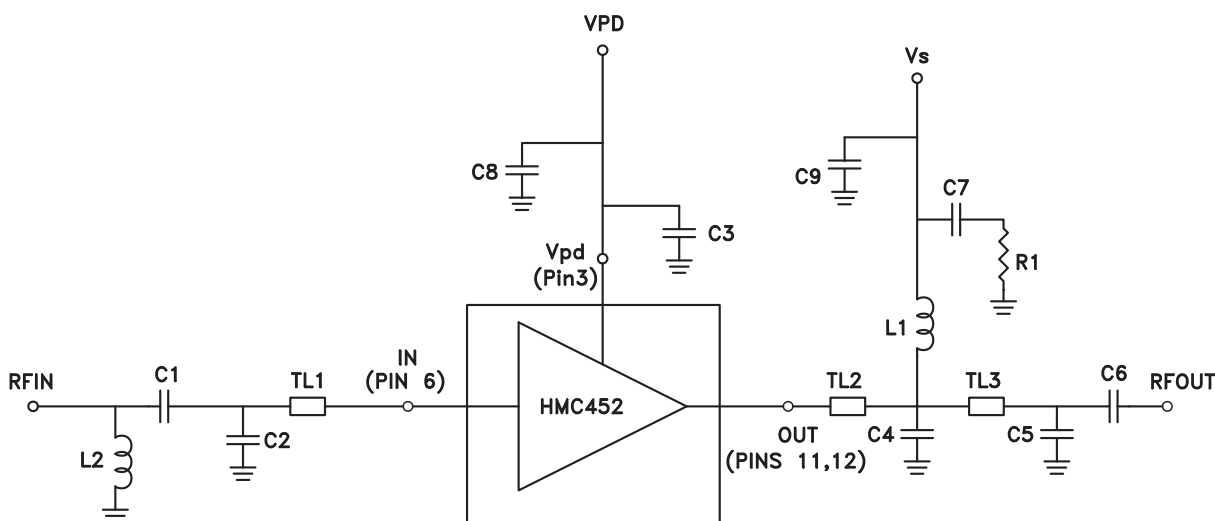 VPD
Vs
C8
C9
C7
C3
Vpd
(Pin3)
R1
L1
IN
(PIN 6)
RFIN
C1
TL1
TL2
TL3
C6
RFOUT
HMC452
C2
L2
OUT
(PINS 11,12)
C4
C5